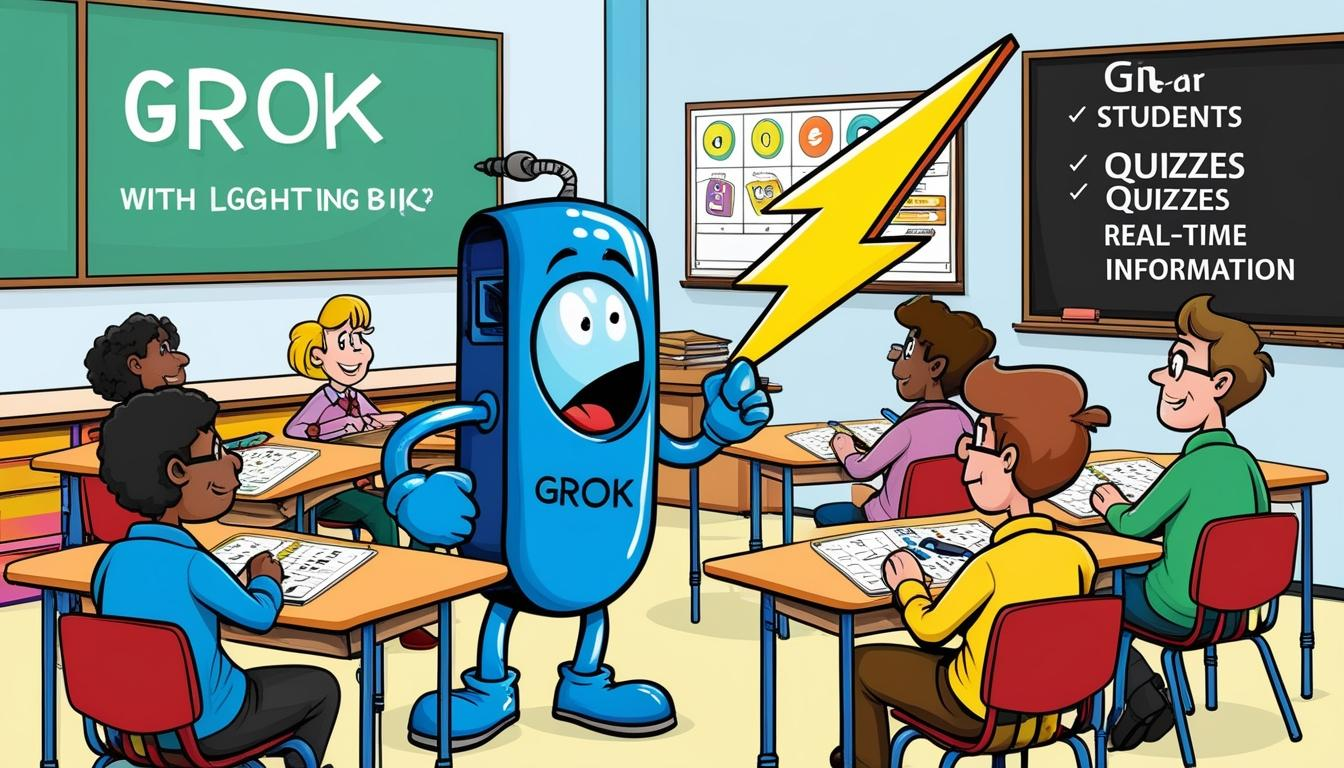 GROK
WITH LGGHTING BIK?
STUDENTS
QUIZZES
QUIZZES
REAL-TIME
INFORMATION
GROK